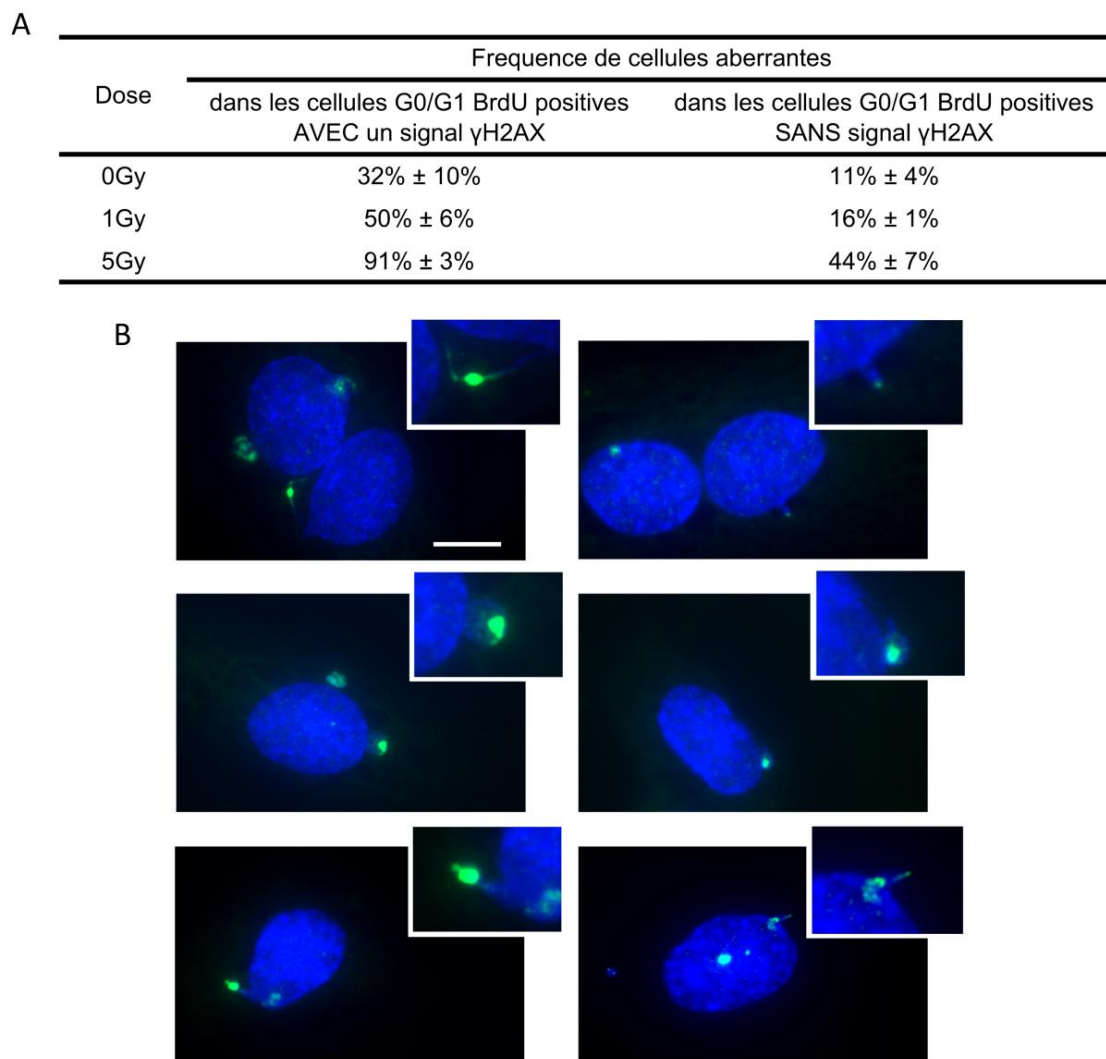 A
Frequence de cellules aberrantes
Dose
dans les cellules G0/G1 BrdU positives AVEC un signal γH2AX
dans les cellules G0/G1 BrdU positives SANS signal γH2AX
0Gy 32% ± 10% 11% ± 4%
1Gy 50% ± 6% 16% ± 1%
5Gy 91% ± 3% 44% ± 7%
B